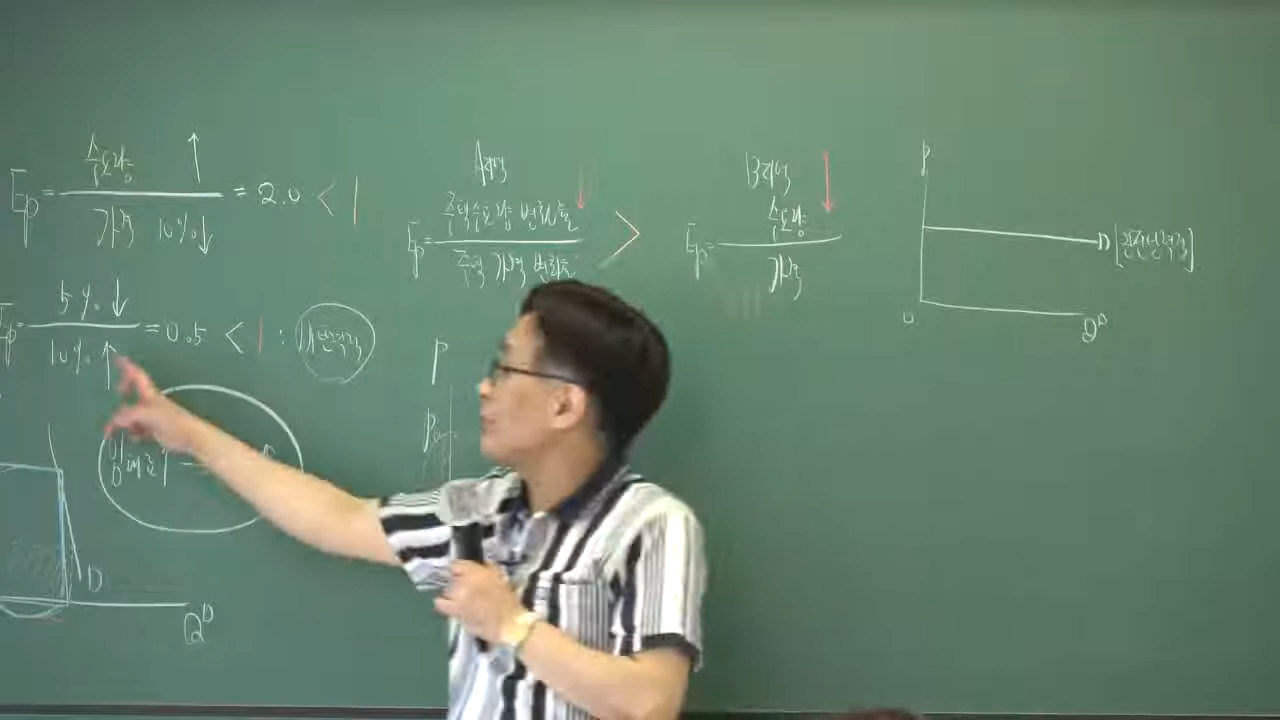 Ep = 수요량 ↑ / 가격 10% ↓ = 2.0 < 1
Ep = 5% ↓ / 10% ↑ = 0.5 < 1 : 비탄력적
D
Q^D
A지역
Ep = 주택수요량 변화율 ↓ / 주택 가격 변화율 >
B지역
Ep = 수요량 ↓ / 가격
P
P₀
P
D [완전탄력적]
0
Q^D